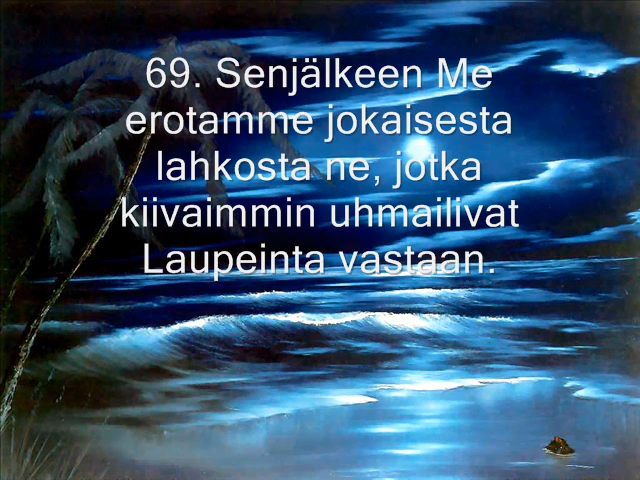 69. Senjälkeen Me
erotamme jokaisesta
lahkosta ne, jotka
kiivaimmin uhmailivat
Laupeinta vastaan.